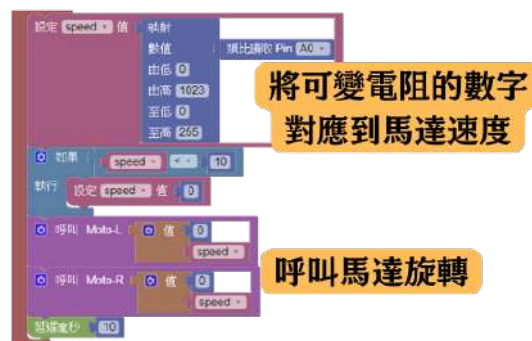 設定 speed 值 映射
數值 類比讀取 Pin A0
由低 0
由高 1023
至低 0
至高 255
將可變電阻的數字
對應到馬達速度
如果 speed < 10
執行 設定 speed 值 0
呼叫 Moto-L 值 0
speed
呼叫 Moto-R 值 0
speed
呼叫馬達旋轉
延遲毫秒 10